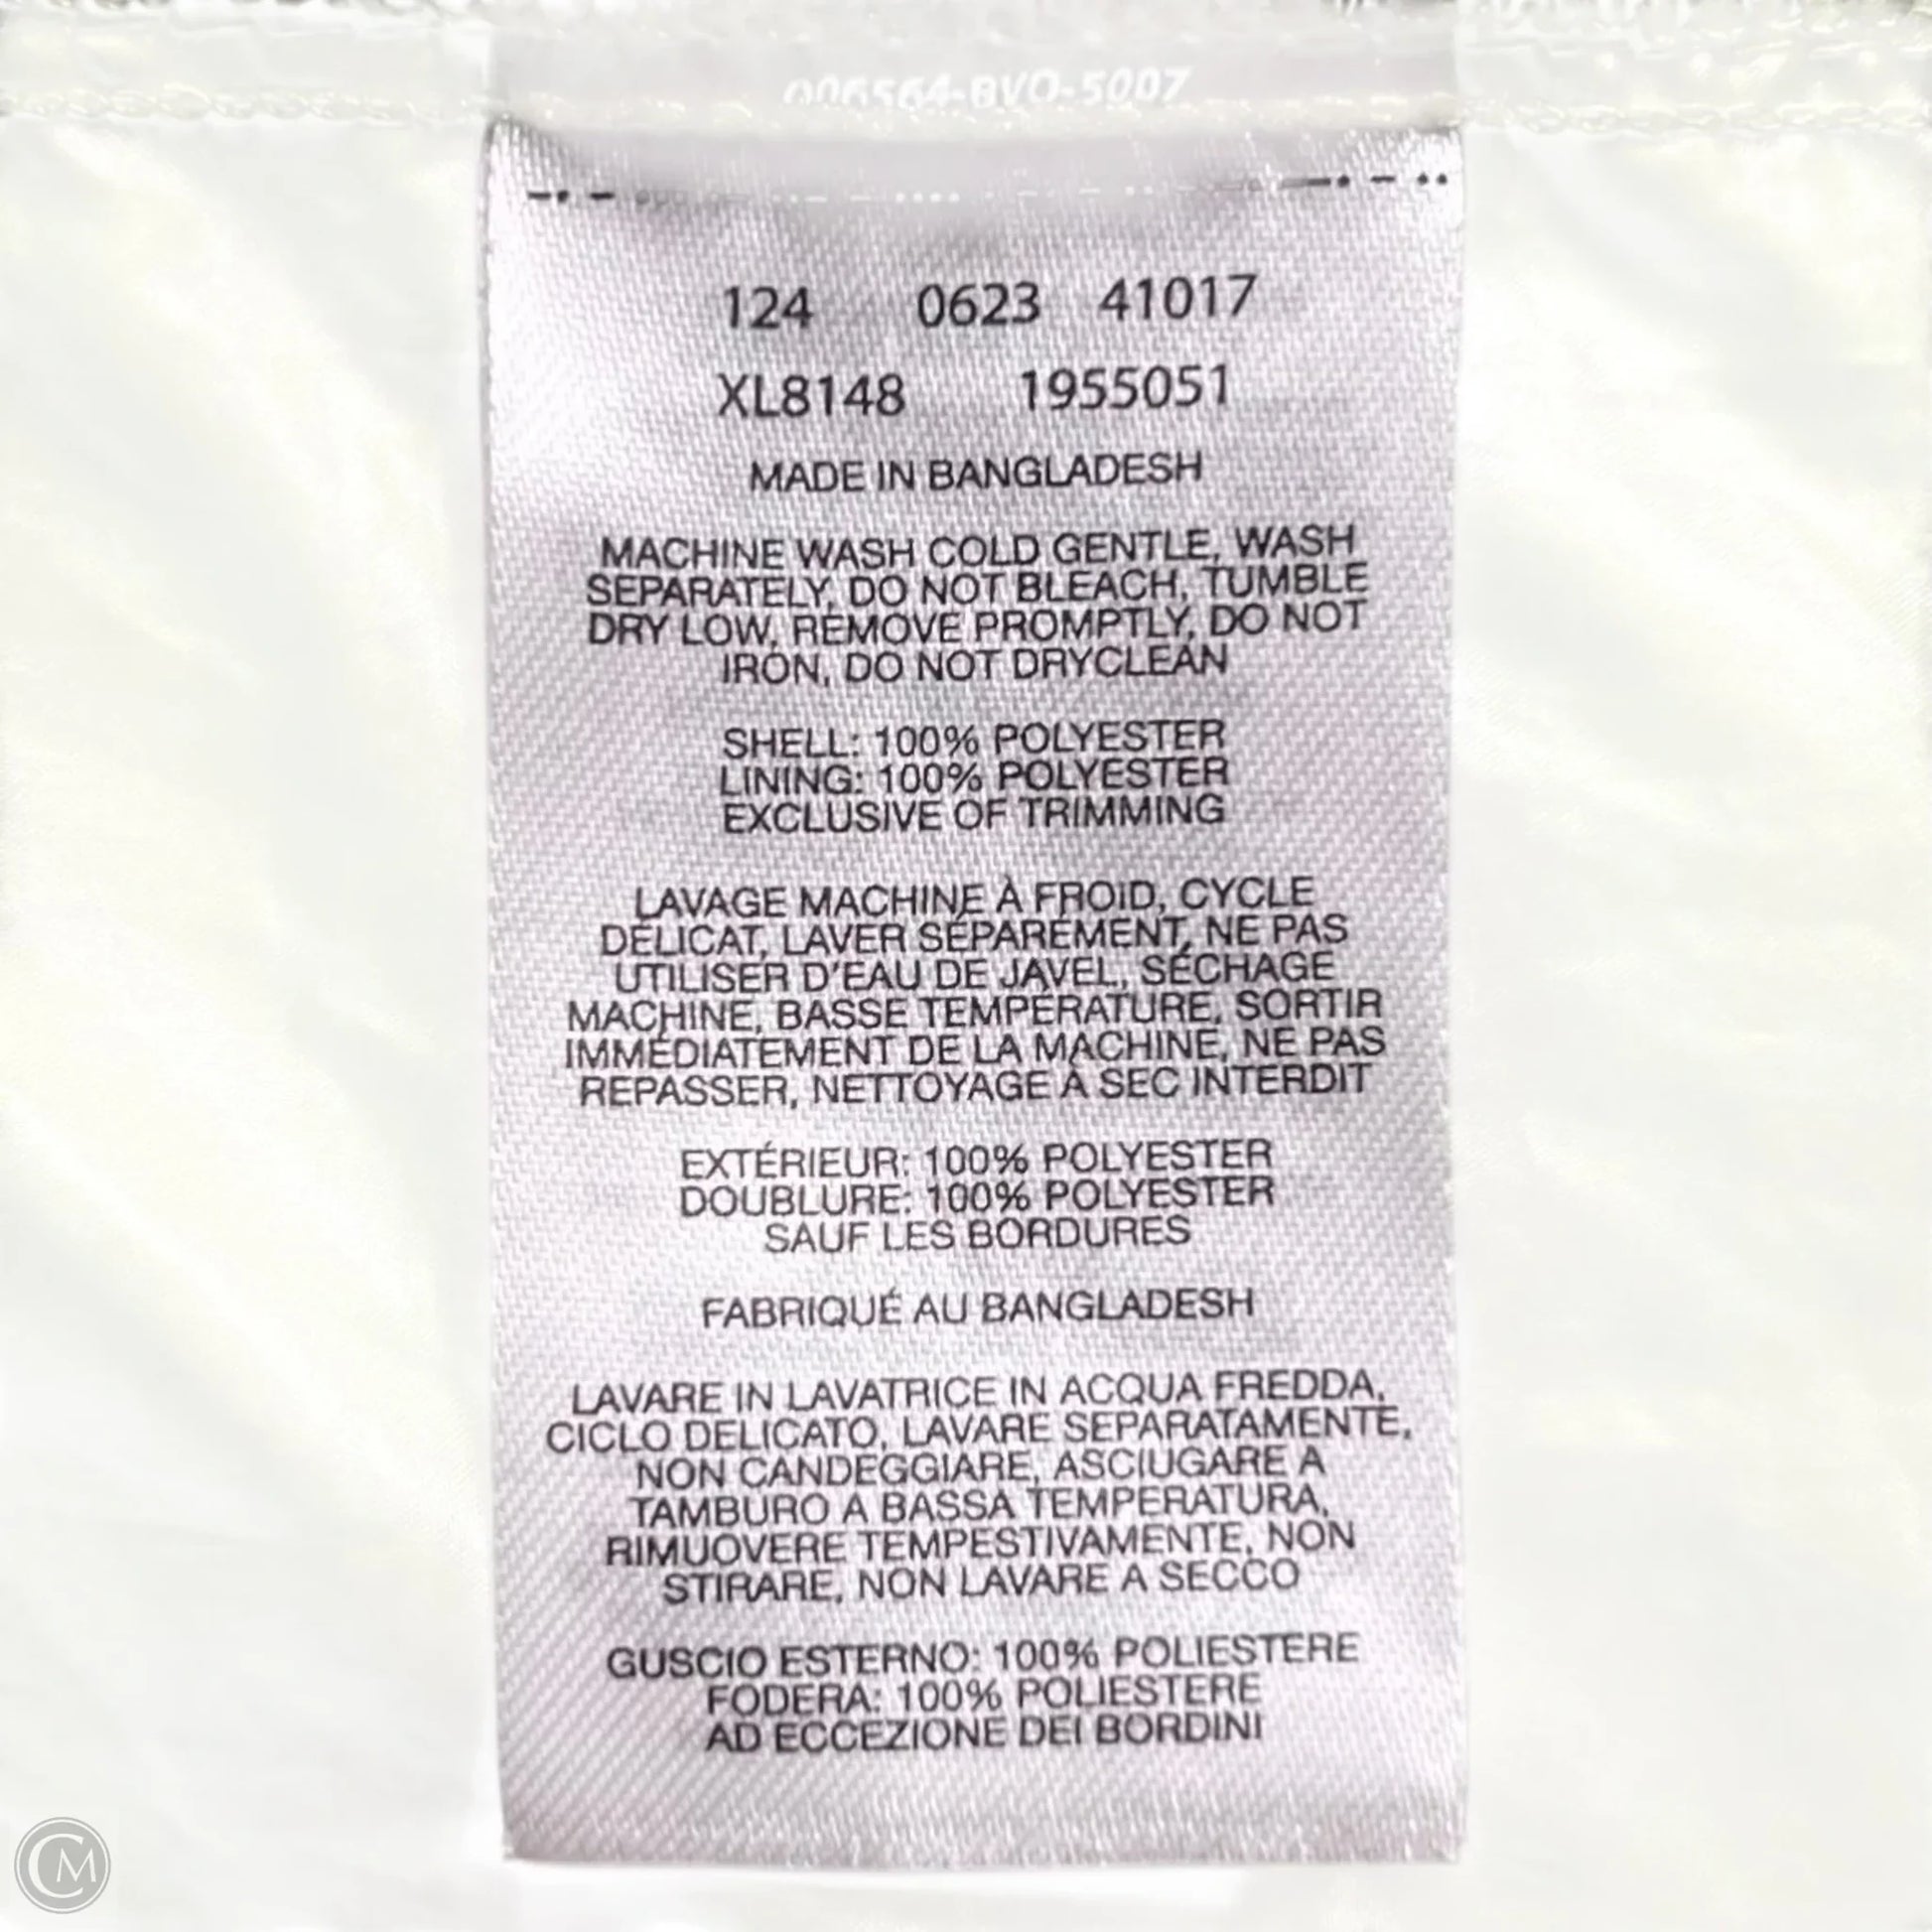 124 0623 41017
XL8148 1955051
MADE IN BANGLADESH
MACHINE WASH COLD GENTLE, WASH
SEPARATELY, DO NOT BLEACH, TUMBLE
DRY LOW, REMOVE PROMPTLY, DO NOT
IRON, DO NOT DRYCLEAN
SHELL: 100% POLYESTER
LINING: 100% POLYESTER
EXCLUSIVE OF TRIMMING
LAVAGE MACHINE À FROID, CYCLE
DÉLICAT, LAVER SÉPARÉMENT, NE PAS
UTILISER D'EAU DE JAVEL, SÉCHAGE
MACHINE, BASSE TEMPÉRATURE, SORTIR
IMMÉDIATEMENT DE LA MACHINE, NE PAS
REPASSER, NETTOYAGE À SEC INTERDIT
EXTÉRIEUR: 100% POLYESTER
DOUBLURE: 100% POLYESTER
SAUF LES BORDURES
FABRIQUÉ AU BANGLADESH
LAVARE IN LAVATRICE IN ACQUA FREDDA,
CICLO DELICATO, LAVARE SEPARATAMENTE,
NON CANDEGGIARE, ASCIUGARE A
TAMBURO A BASSA TEMPERATURA,
RIMUOVERE TEMPESTIVAMENTE, NON
STIRARE, NON LAVARE A SECCO
GUSCIO ESTERNO: 100% POLIESTERE
FODERA: 100% POLIESTERE
AD ECCEZIONE DEI BORDINI
CM